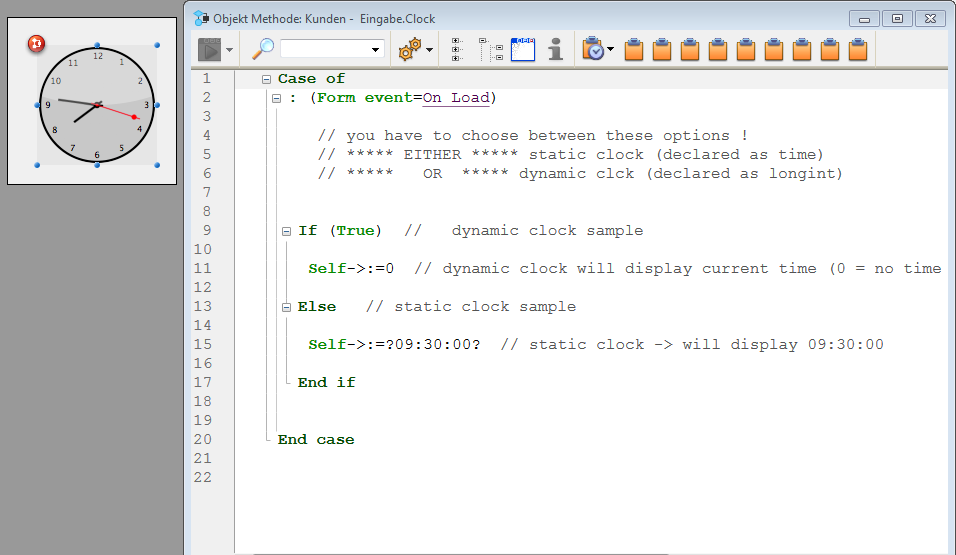 Objekt Methode: Kunden -  Eingabe.Clock
12
11 1
10 2
9 3
8 4
7 5
6
1 Case of
2 : (Form event=On Load)
3
4 // you have to choose between these options !
5 // ***** EITHER ***** static clock (declared as time)
6 // *****   OR  ***** dynamic clck (declared as longint)
7
8
9 If (True)  //   dynamic clock sample
10
11 Self->:=0  // dynamic clock will display current time (0 = no time
12
13 Else   // static clock sample
14
15 Self->:=?09:30:00?  // static clock -> will display 09:30:00
16
17 End if
18
19
20 End case
21
22